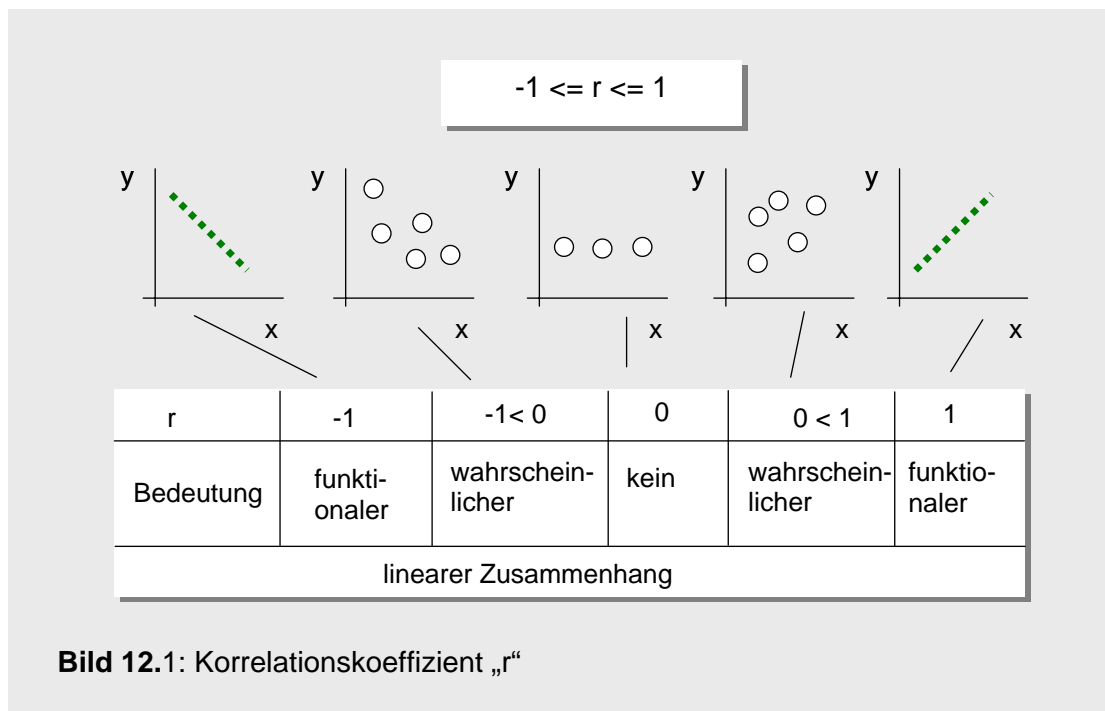 -1 <= r <= 1
y y y y y
x x x x x
r -1 -1< 0 0 0 < 1 1
Bedeutung funkti- wahrschein- kein wahrschein- funktio-
onaler licher licher naler
linearer Zusammenhang
Bild 12.1: Korrelationskoeffizient „r“